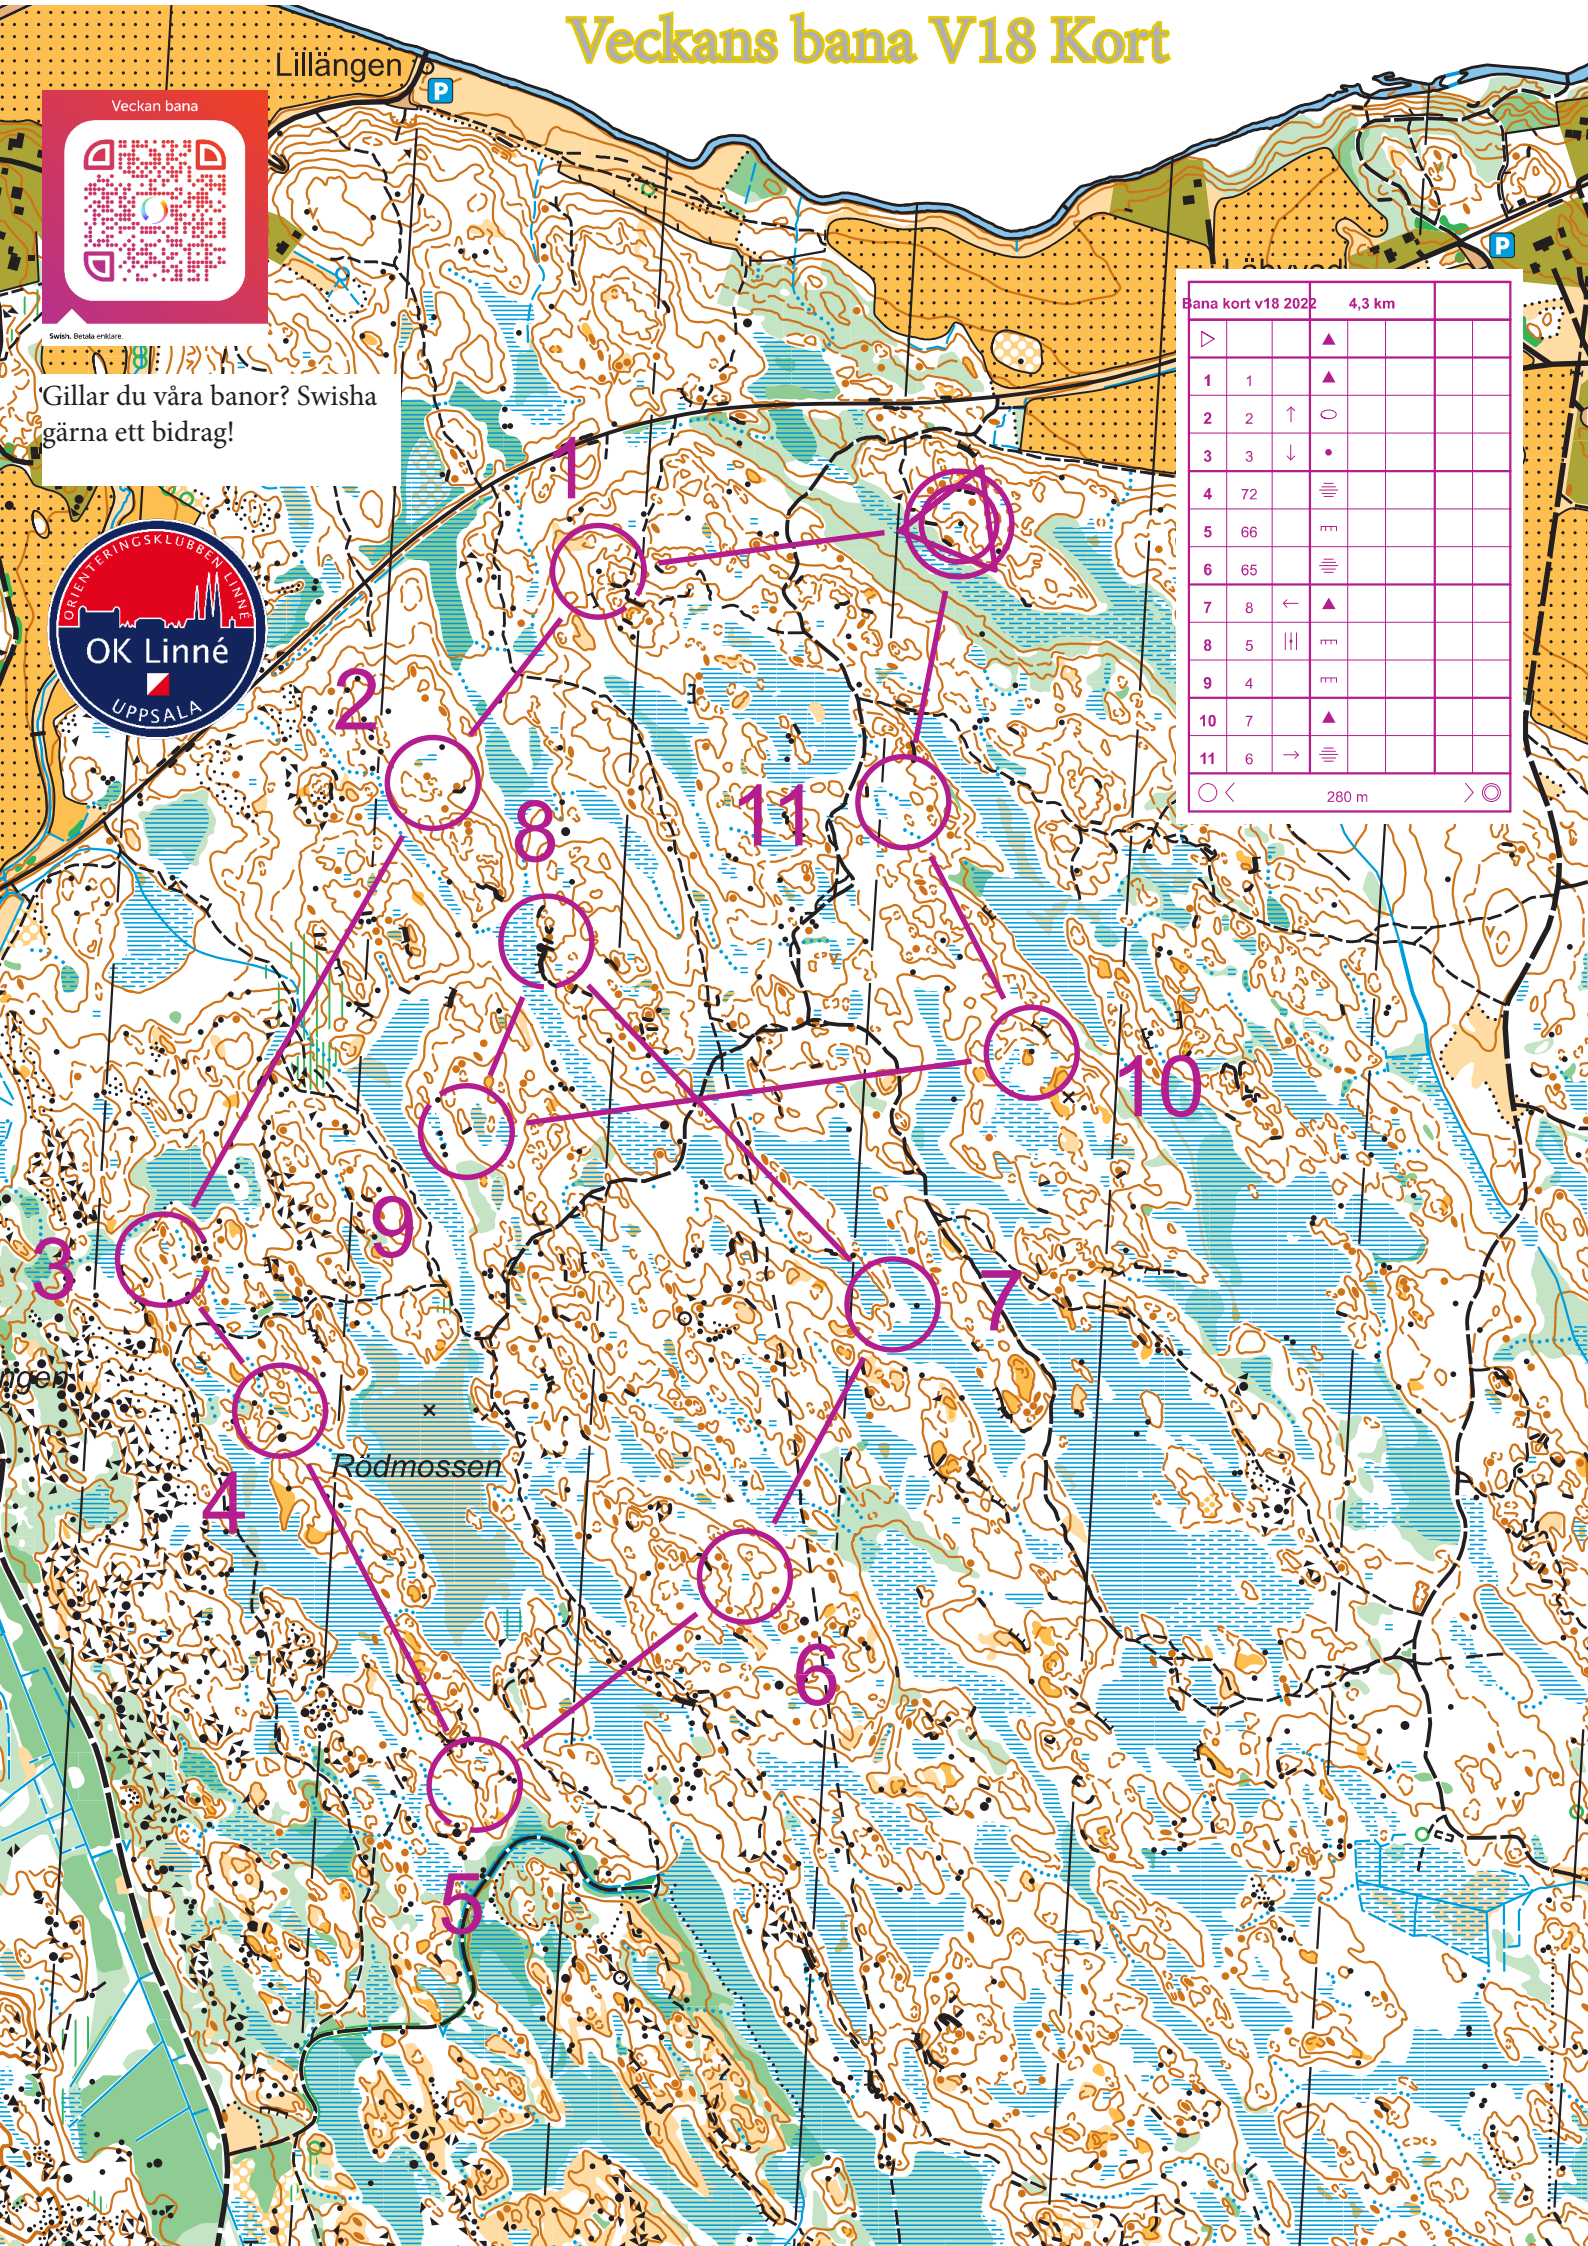 Veckans bana V18 Kort
Lillängen
P
Veckan bana
Swish. Betala enklare.
Gillar du våra banor? Swisha
gärna ett bidrag!
P
Bana kort v18 2022 4,3 km
1 1
2 2
3 3
4 72
5 66
6 65
7 8
8 5
9 4
10 7
11 6
280 m
ORIENTERINGSKLUBBEN LINNÉ
OK Linné
UPPSALA
1
2
8
11
10
9
3
7
ngen
Rödmossen
4
6
5